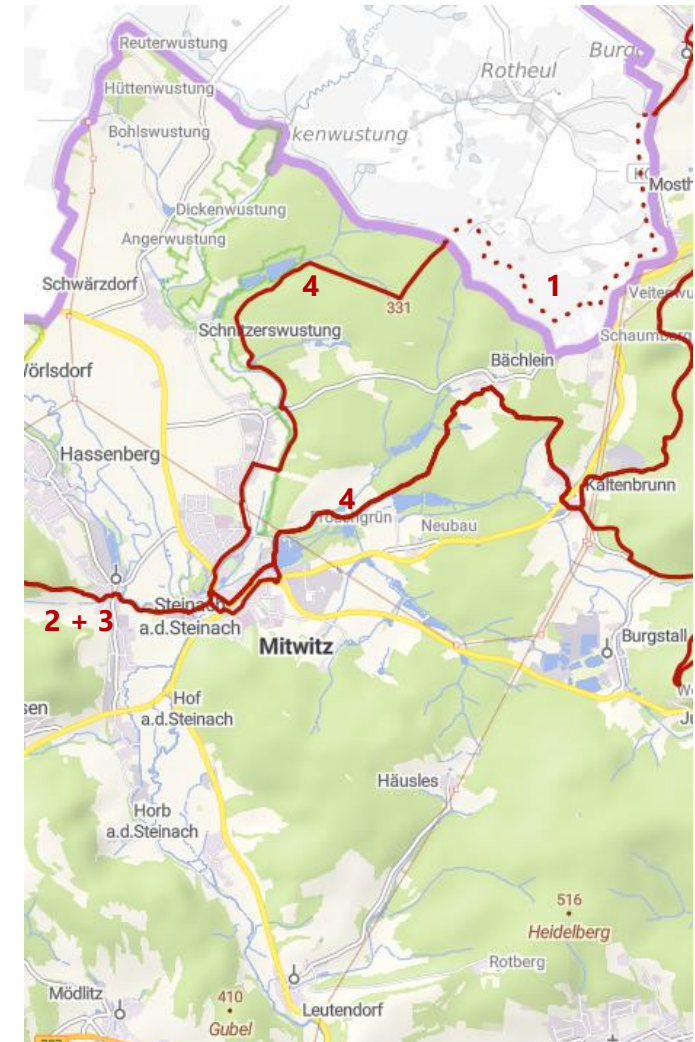 Reuterwustung
Burg
Rotheul
Hüttenwustung
Bohlswustung
kenwustung
Mosth
Dickenwustung
Angerwustung
Schwärzdorf
4
1
331
Veitenwu
Schnitzerswustung
Schaumberg
Bächlein
Wörlsdorf
Hassenberg
Kaltenbrunn
4
Neubau
Steinach
a.d.Steinach
2 + 3
Mitwitz
Burgstall
Hof
a.d.Steinach
sen
Ju
Häusles
Horb
a.d.Steinach
516
Heidelberg
Rotberg
Mödlitz
410
Gubel
Leutendorf